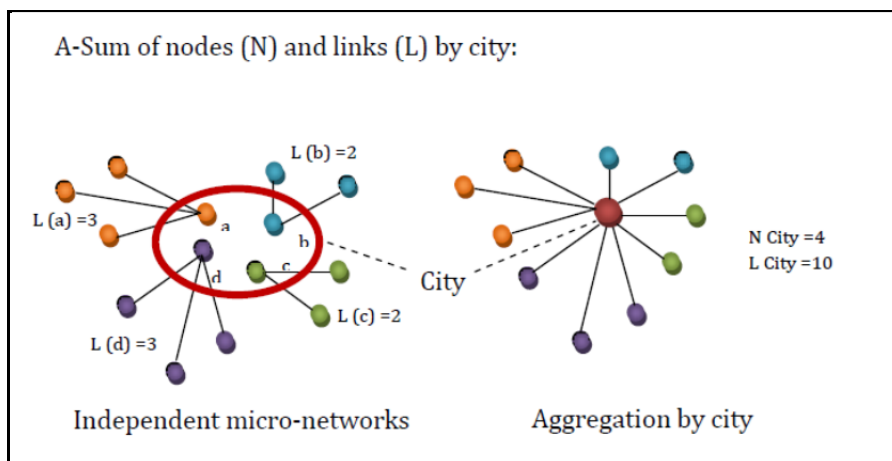 A-Sum of nodes (N) and links (L) by city:
L (b) =2
L (a) =3
a
b
N City =4
c
L City =10
d
City
L (c) =2
L (d) =3
Independent micro-networks
Aggregation by city